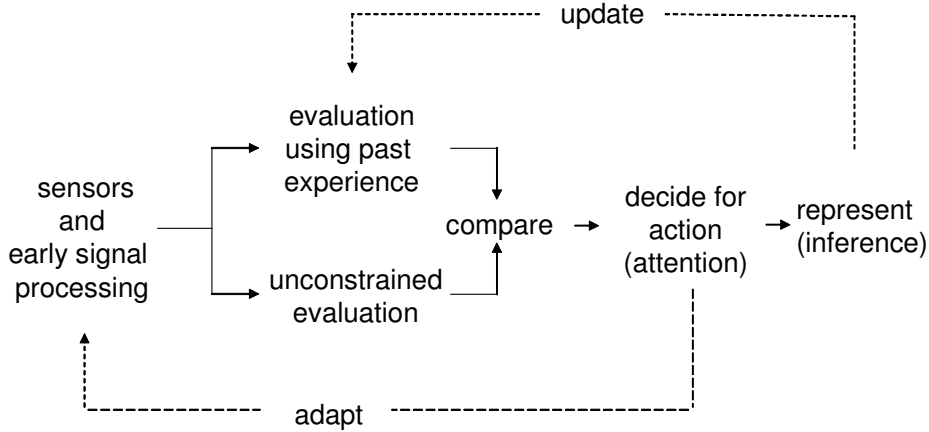 update
evaluation
using past
experience
sensors
and
early signal
processing
compare
decide for
action
(attention)
represent
(inference)
unconstrained
evaluation
adapt